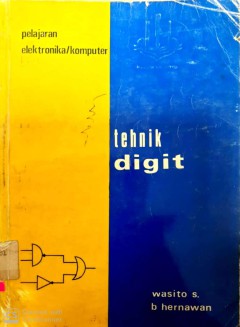 pelajaran
elektronika/komputer
tehnik
digit
wasito s.
b hernawan